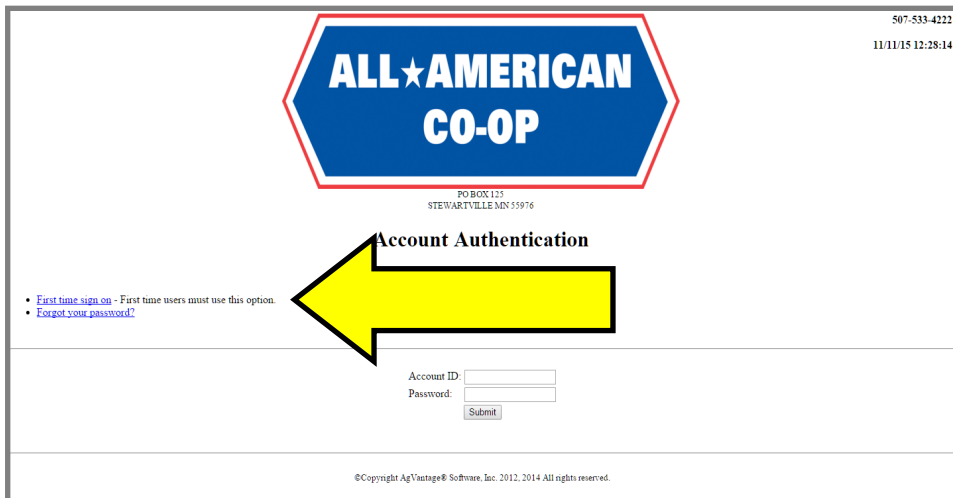 507-533-4222
11/11/15 12:28:14
ALL★AMERICAN
CO-OP
PO BOX 125
STEWARTVILLE MN 55976
Account Authentication
• First time sign on - First time users must use this option.
• Forgot your password?
Account ID:
Password:
Submit
©Copyright AgVantage® Software, Inc. 2012, 2014 All rights reserved.